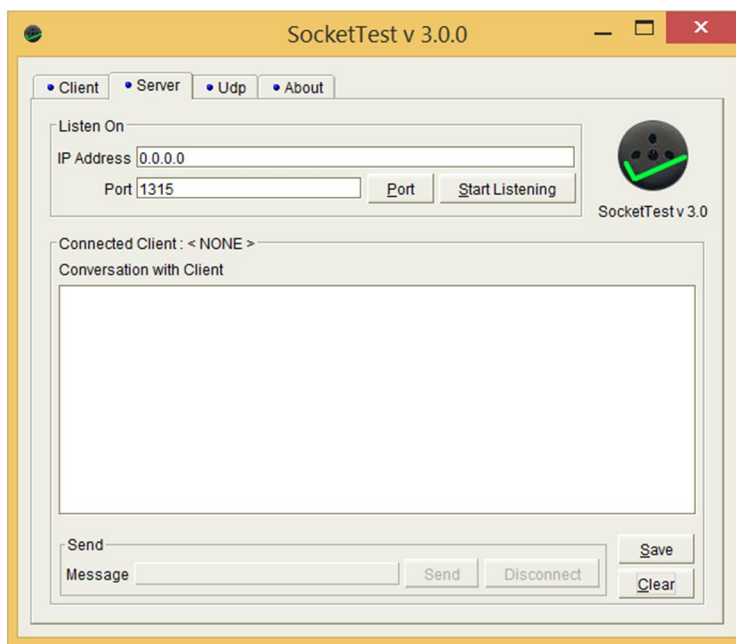 SocketTest v 3.0.0
Client
Server
Udp
About
Listen On
IP Address 0.0.0.0
Port 1315 Port Start Listening
SocketTest v 3.0
Connected Client : < NONE >
Conversation with Client
Send
Message Send Disconnect
Save
Clear